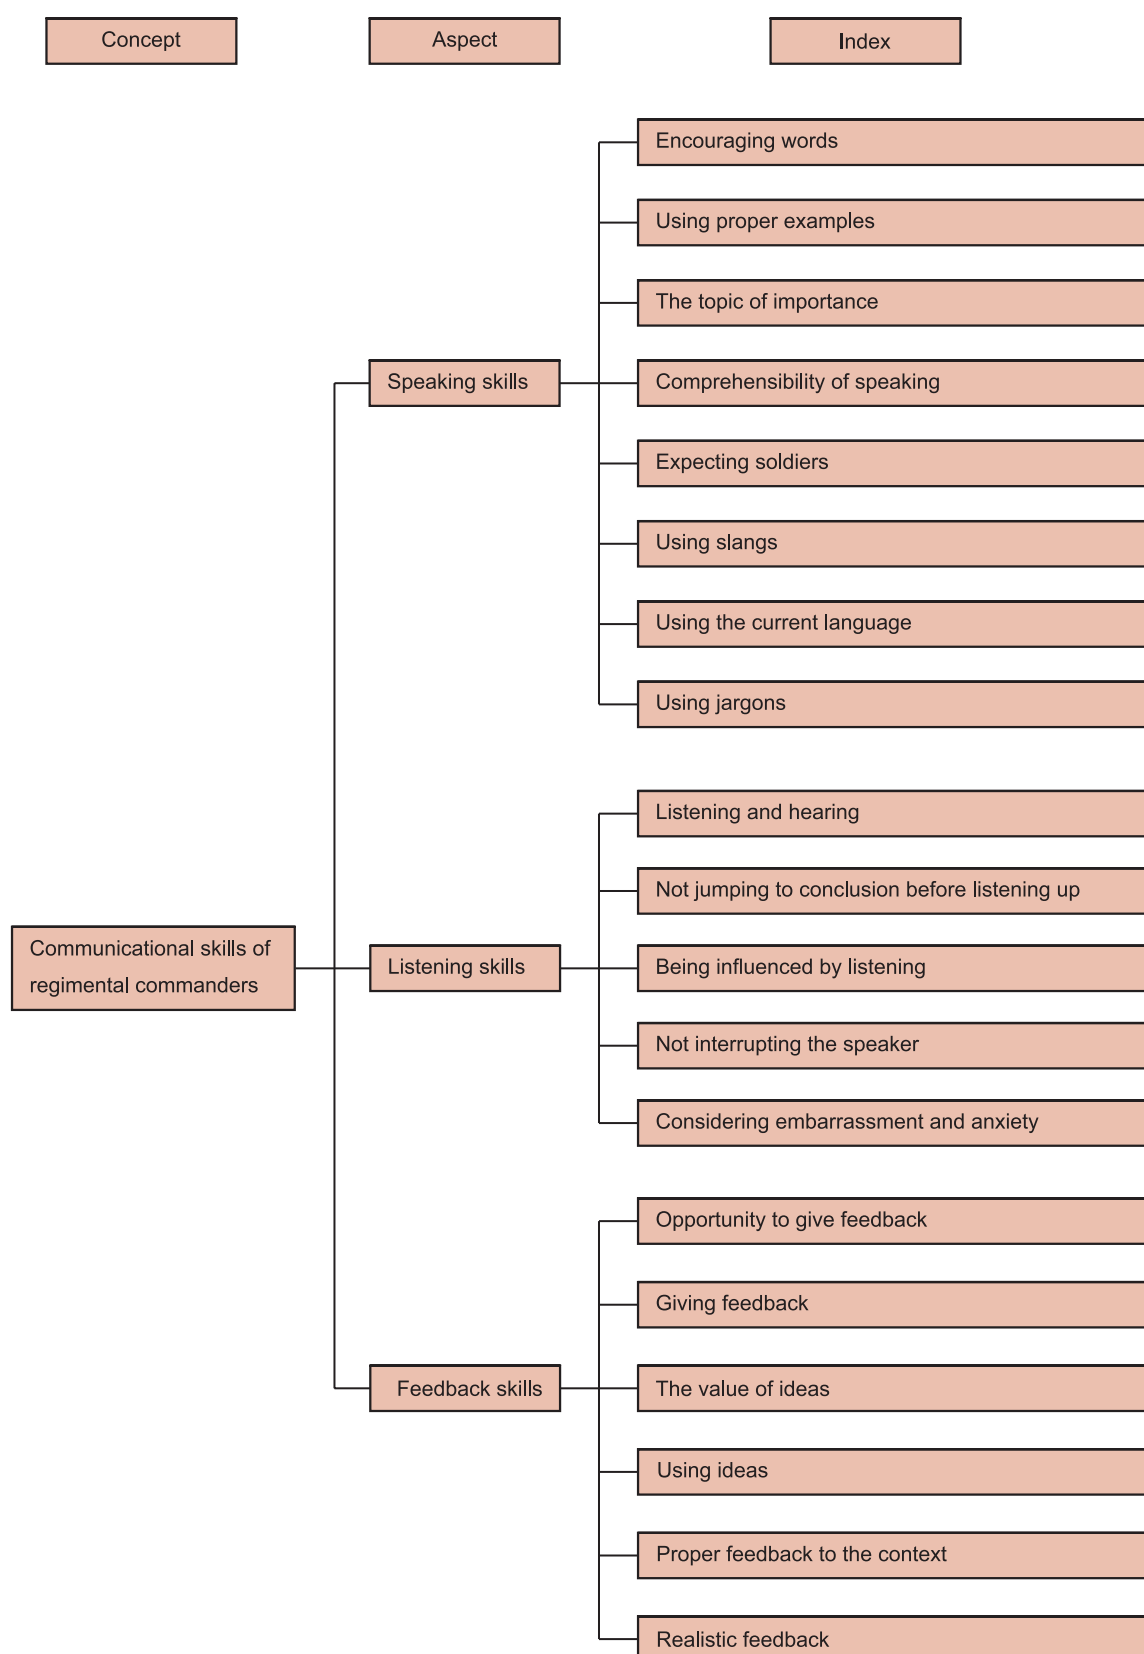 Concept
Aspect
Index
Encouraging words
Using proper examples
The topic of importance
Speaking skills
Comprehensibility of speaking
Expecting soldiers
Using slangs
Using the current language
Using jargons
Listening and hearing
Not jumping to conclusion before listening up
Communicational skills of
regimental commanders
Listening skills
Being influenced by listening
Not interrupting the speaker
Considering embarrassment and anxiety
Opportunity to give feedback
Giving feedback
Feedback skills
The value of ideas
Using ideas
Proper feedback to the context
Realistic feedback